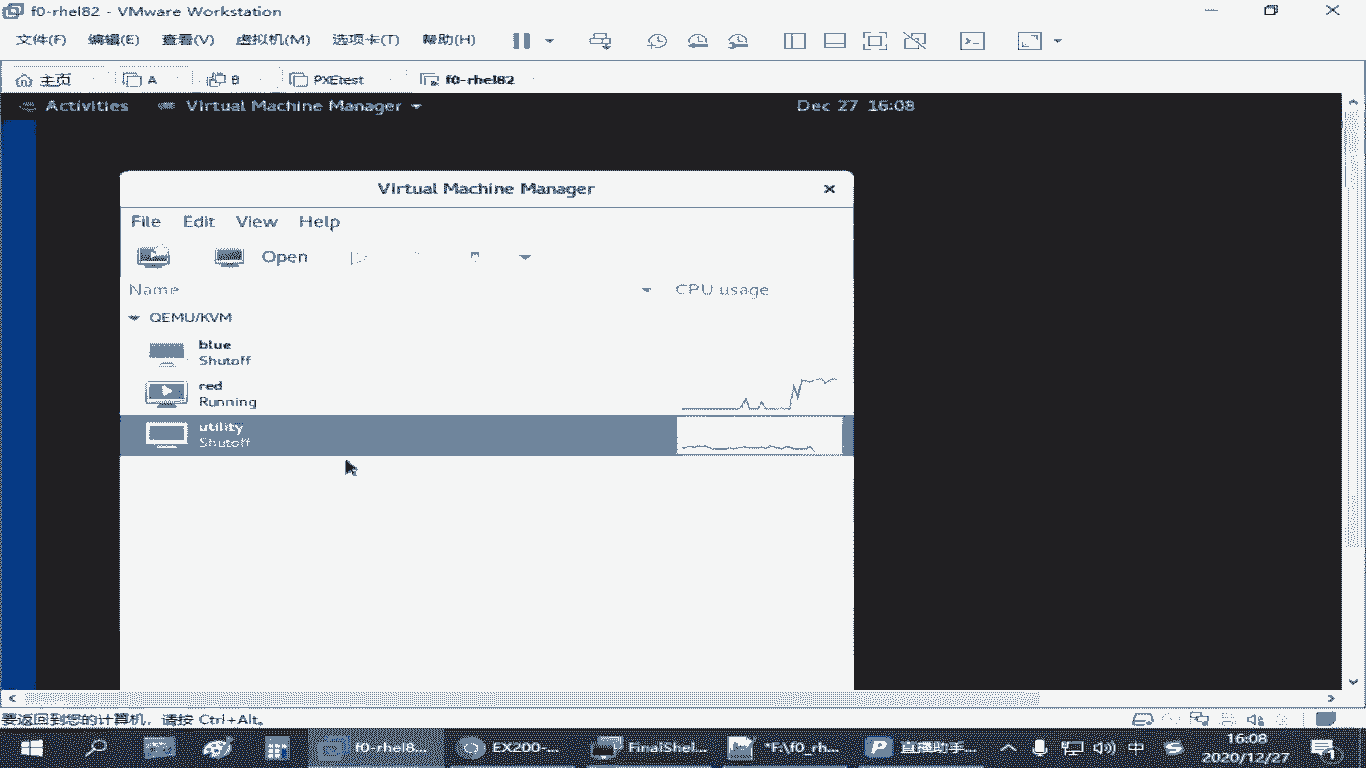 f0-rhel82 - VMware Workstation
文件(F) 编辑(E) 查看(V) 虚拟机(M) 选项卡(T) 帮助(H)
主页 A B PXEtest f0-rhel82
Activities Virtual Machine Manager Dec 27 16:08
Virtual Machine Manager
File Edit View Help
Open
Name CPU usage
QEMU/KVM
blue
Shutoff
red
Running
utility
Shutoff
要返回到您的计算机，请按 Ctrl+Alt。
f0-rhel8... EX200-... FinalShel... *F:\f0_rh... 直播助手... 中 16:08
2020/12/27